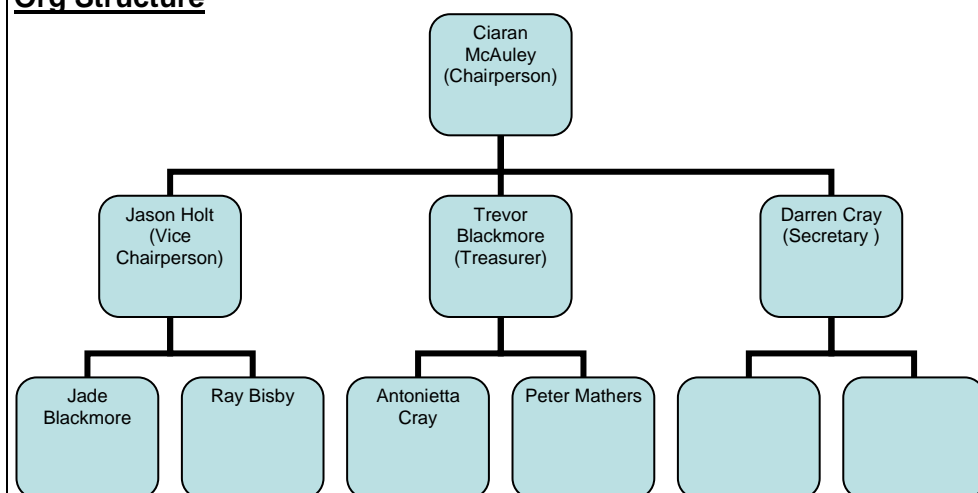 Org Structure
Ciaran
McAuley
(Chairperson)
Jason Holt
(Vice
Chairperson)
Trevor
Blackmore
(Treasurer)
Darren Cray
(Secretary )
Jade
Blackmore
Ray Bisby
Antonietta
Cray
Peter Mathers